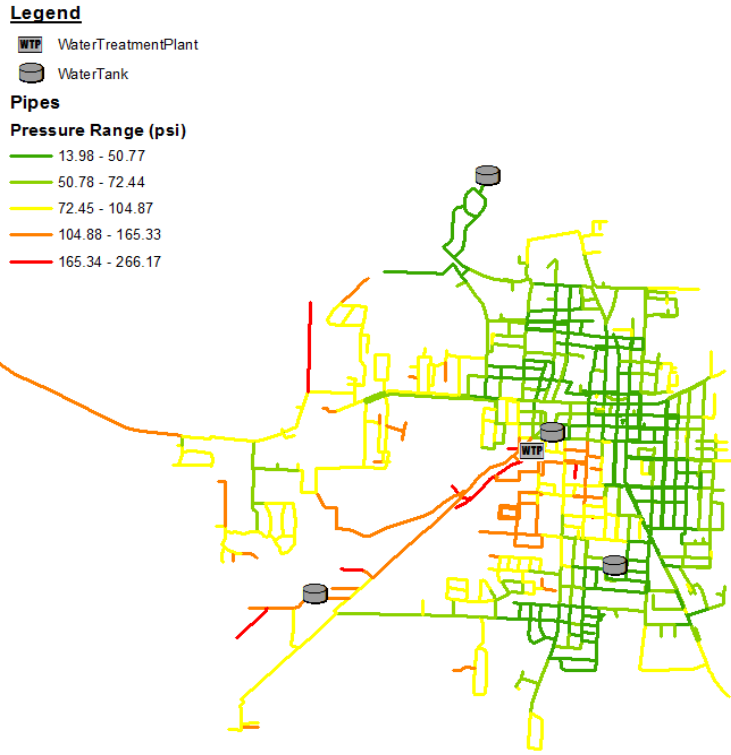 Legend
WTP WaterTreatmentPlant
WaterTank
Pipes
Pressure Range (psi)
13.98 - 50.77
50.78 - 72.44
72.45 - 104.87
104.88 - 165.33
165.34 - 266.17
WTP